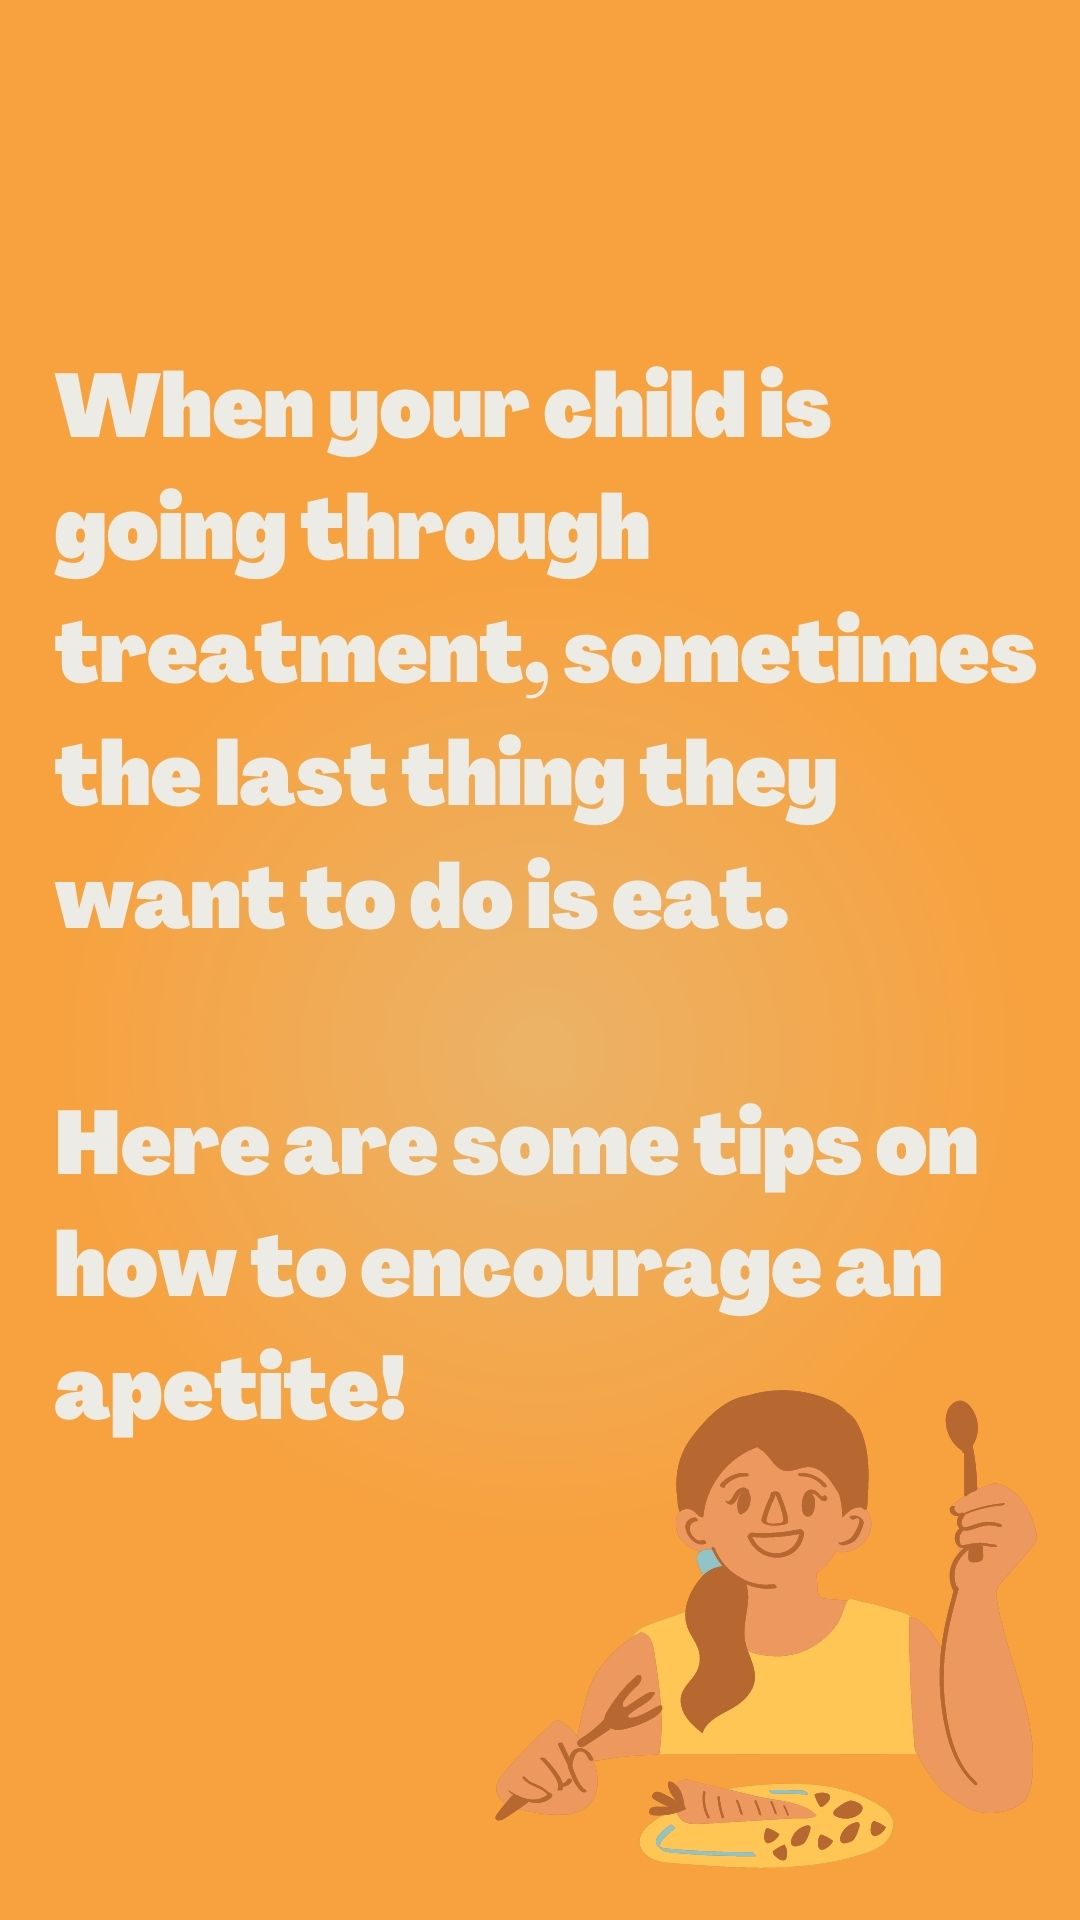 When your child is
going through
treatment, sometimes
the last thing they
want to do is eat.
Here are some tips on
how to encourage an
apetite!